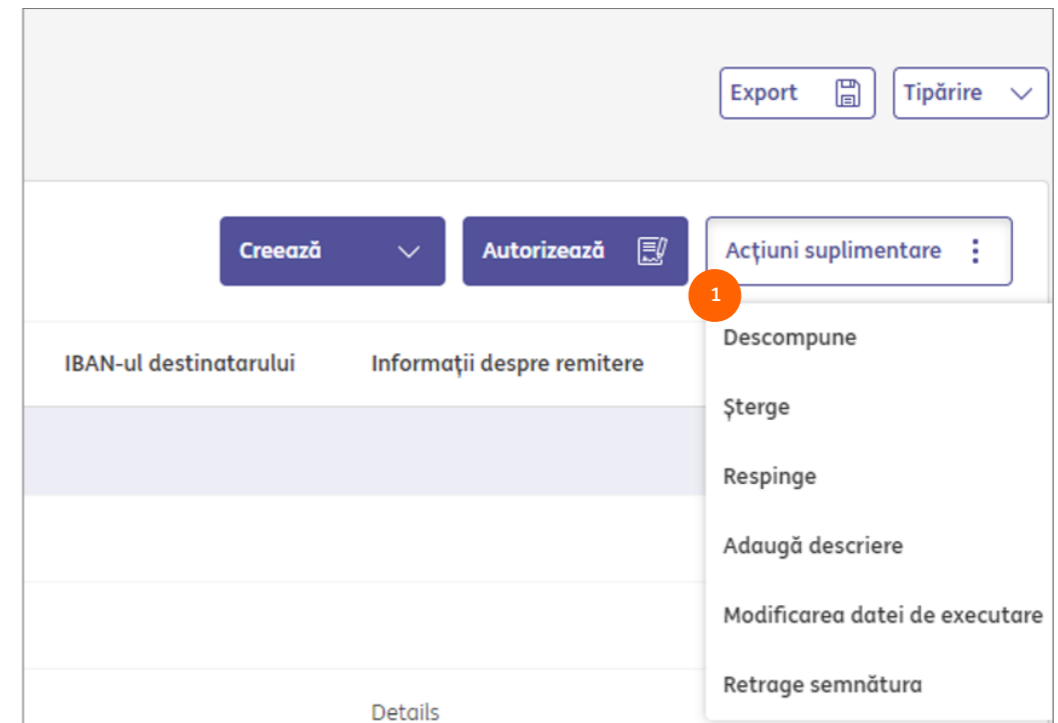 Export
Tipărire
Creează
Autorizează
Acțiuni suplimentare
1
IBAN-ul destinatarului
Informații despre remitere
Descompune
Șterge
Respinge
Adaugă descriere
Modificarea datei de executare
Retrage semnătura
Details